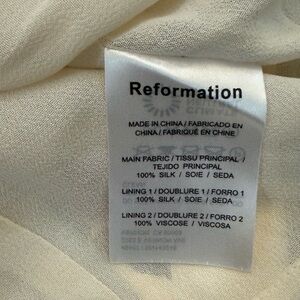 Reformation
MADE IN CHINA / FABRICADO EN
CHINA / FABRIQUÉ EN CHINE
MAIN FABRIC / TISSU PRINCIPAL /
TEJIDO PRINCIPAL
100% SILK / SOIE / SEDA
LINING 1 / DOUBLURE 1 / FORRO 1
100% SILK / SOIE / SEDA
LINING 2 / DOUBLURE 2 / FORRO 2
100% VISCOSE / VISCOSA